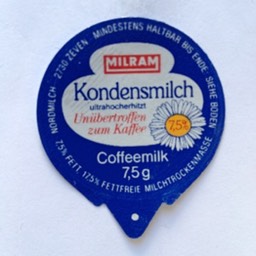 MILRAM
Kondensmilch
ultrahocherhitzt
Unübertroffen
zum Kaffee
7,5%
Coffeemilk
7,5 g
NORDMILCH · 2730 ZEVEN · MINDESTENS HALTBAR BIS ENDE: SIEHE BODEN
7,5% FETT, 17,5% FETTFREIE MILCHTROCKENMASSE